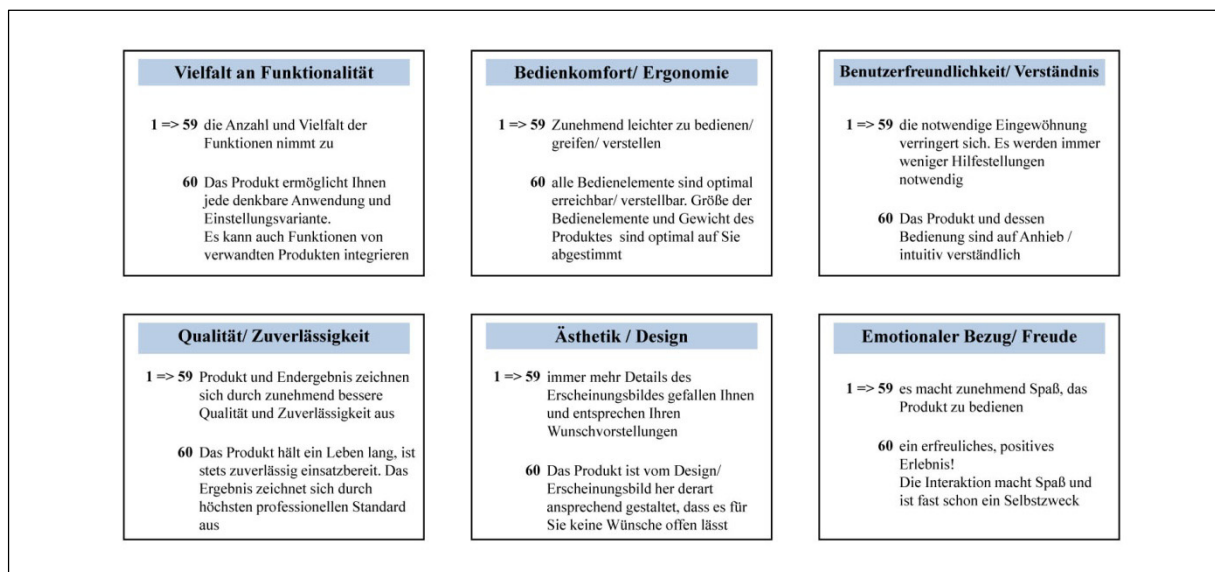 Vielfalt an Funktionalität
1 => 59 die Anzahl und Vielfalt der
Funktionen nimmt zu
60 Das Produkt ermöglicht Ihnen
jede denkbare Anwendung und
Einstellungsvariante.
Es kann auch Funktionen von
verwandten Produkten integrieren
Bedienkomfort/ Ergonomie
1 => 59 Zunehmend leichter zu bedienen/
greifen/ verstellen
60 alle Bedienelemente sind optimal
erreichbar/ verstellbar. Größe der
Bedienelemente und Gewicht des
Produktes sind optimal auf Sie
abgestimmt
Benutzerfreundlichkeit/ Verständnis
1 => 59 die notwendige Eingewöhnung
verringert sich. Es werden immer
weniger Hilfestellungen
notwendig
60 Das Produkt und dessen
Bedienung sind auf Anhieb /
intuitiv verständlich
Qualität/ Zuverlässigkeit
1 => 59 Produkt und Endergebnis zeichnen
sich durch zunehmend bessere
Qualität und Zuverlässigkeit aus
60 Das Produkt hält ein Leben lang, ist
stets zuverlässig einsatzbereit. Das
Ergebnis zeichnet sich durch
höchsten professionellen Standard
aus
Ästhetik / Design
1 => 59 immer mehr Details des
Erscheinungsbildes gefallen Ihnen
und entsprechen Ihren
Wunschvorstellungen
60 Das Produkt ist vom Design/
Erscheinungsbild her derart
ansprechend gestaltet, dass es für
Sie keine Wünsche offen lässt
Emotionaler Bezug/ Freude
1 => 59 es macht zunehmend Spaß, das
Produkt zu bedienen
60 ein erfreuliches, positives
Erlebnis!
Die Interaktion macht Spaß und
ist fast schon ein Selbstzweck